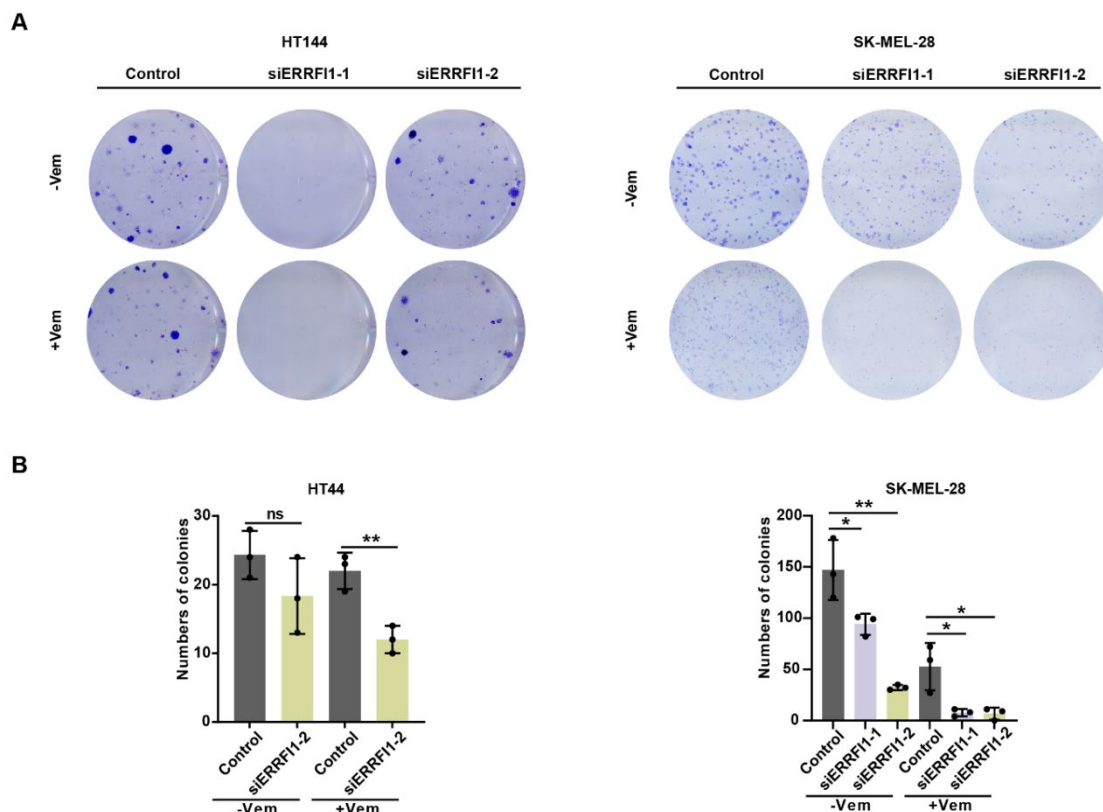 A
HT144
SK-MEL-28
Control siERRFI1-1 siERRFI1-2
Control siERRFI1-1 siERRFI1-2
-Vem
-Vem
+Vem
+Vem
B
HT44
Numbers of colonies
30
20
10
0
ns
**
Control
siERRFI1-2
Control
siERRFI1-2
-Vem
+Vem
SK-MEL-28
Numbers of colonies
200
150
100
50
0
**
*
*
*
Control
siERRFI1-1
siERRFI1-2
Control
siERRFI1-1
siERRFI1-2
-Vem
+Vem